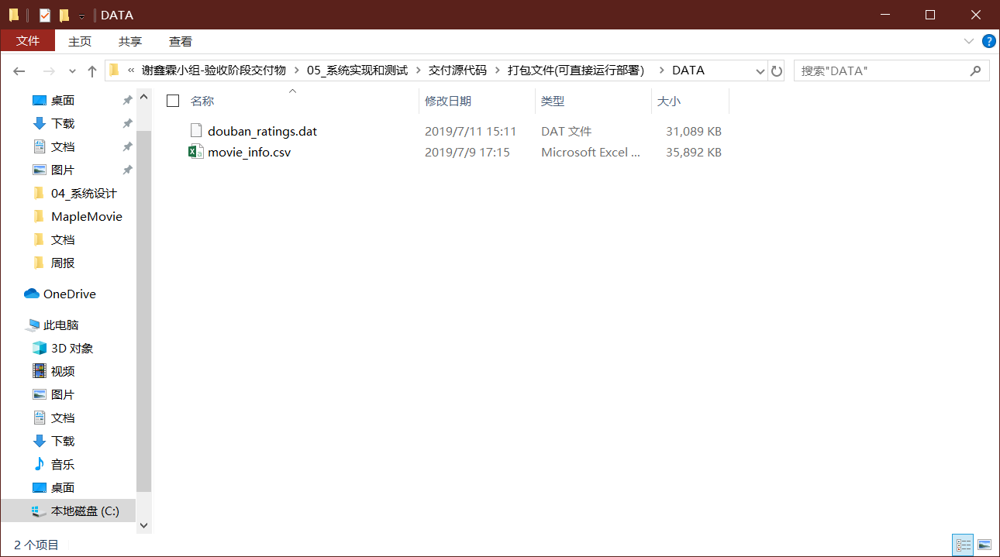 DATA
文件 主页 共享 查看
« 谢鑫霖小组-验收阶段交付物 > 05_系统实现和测试 > 交付源代码 > 打包文件(可直接运行部署) > DATA
搜索"DATA"
桌面
下载
文档
图片
04_系统设计
MapleMovie
文档
周报
OneDrive
此电脑
3D 对象
视频
图片
文档
下载
音乐
桌面
本地磁盘 (C:)
名称 修改日期 类型 大小
douban_ratings.dat 2019/7/11 15:11 DAT 文件 31,089 KB
movie_info.csv 2019/7/9 17:15 Microsoft Excel ... 35,892 KB
2 个项目